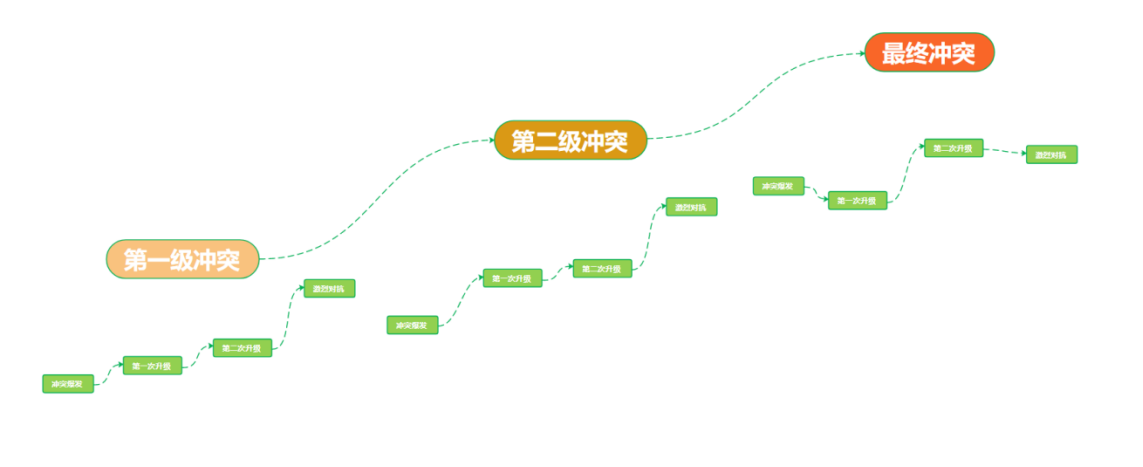 最终冲突
第二级冲突
第一级冲突
冲突爆发
第一次升级
第二次升级
激烈对抗
冲突爆发
第一次升级
第二次升级
激烈对抗
冲突爆发
第一次升级
第二次升级
激烈对抗